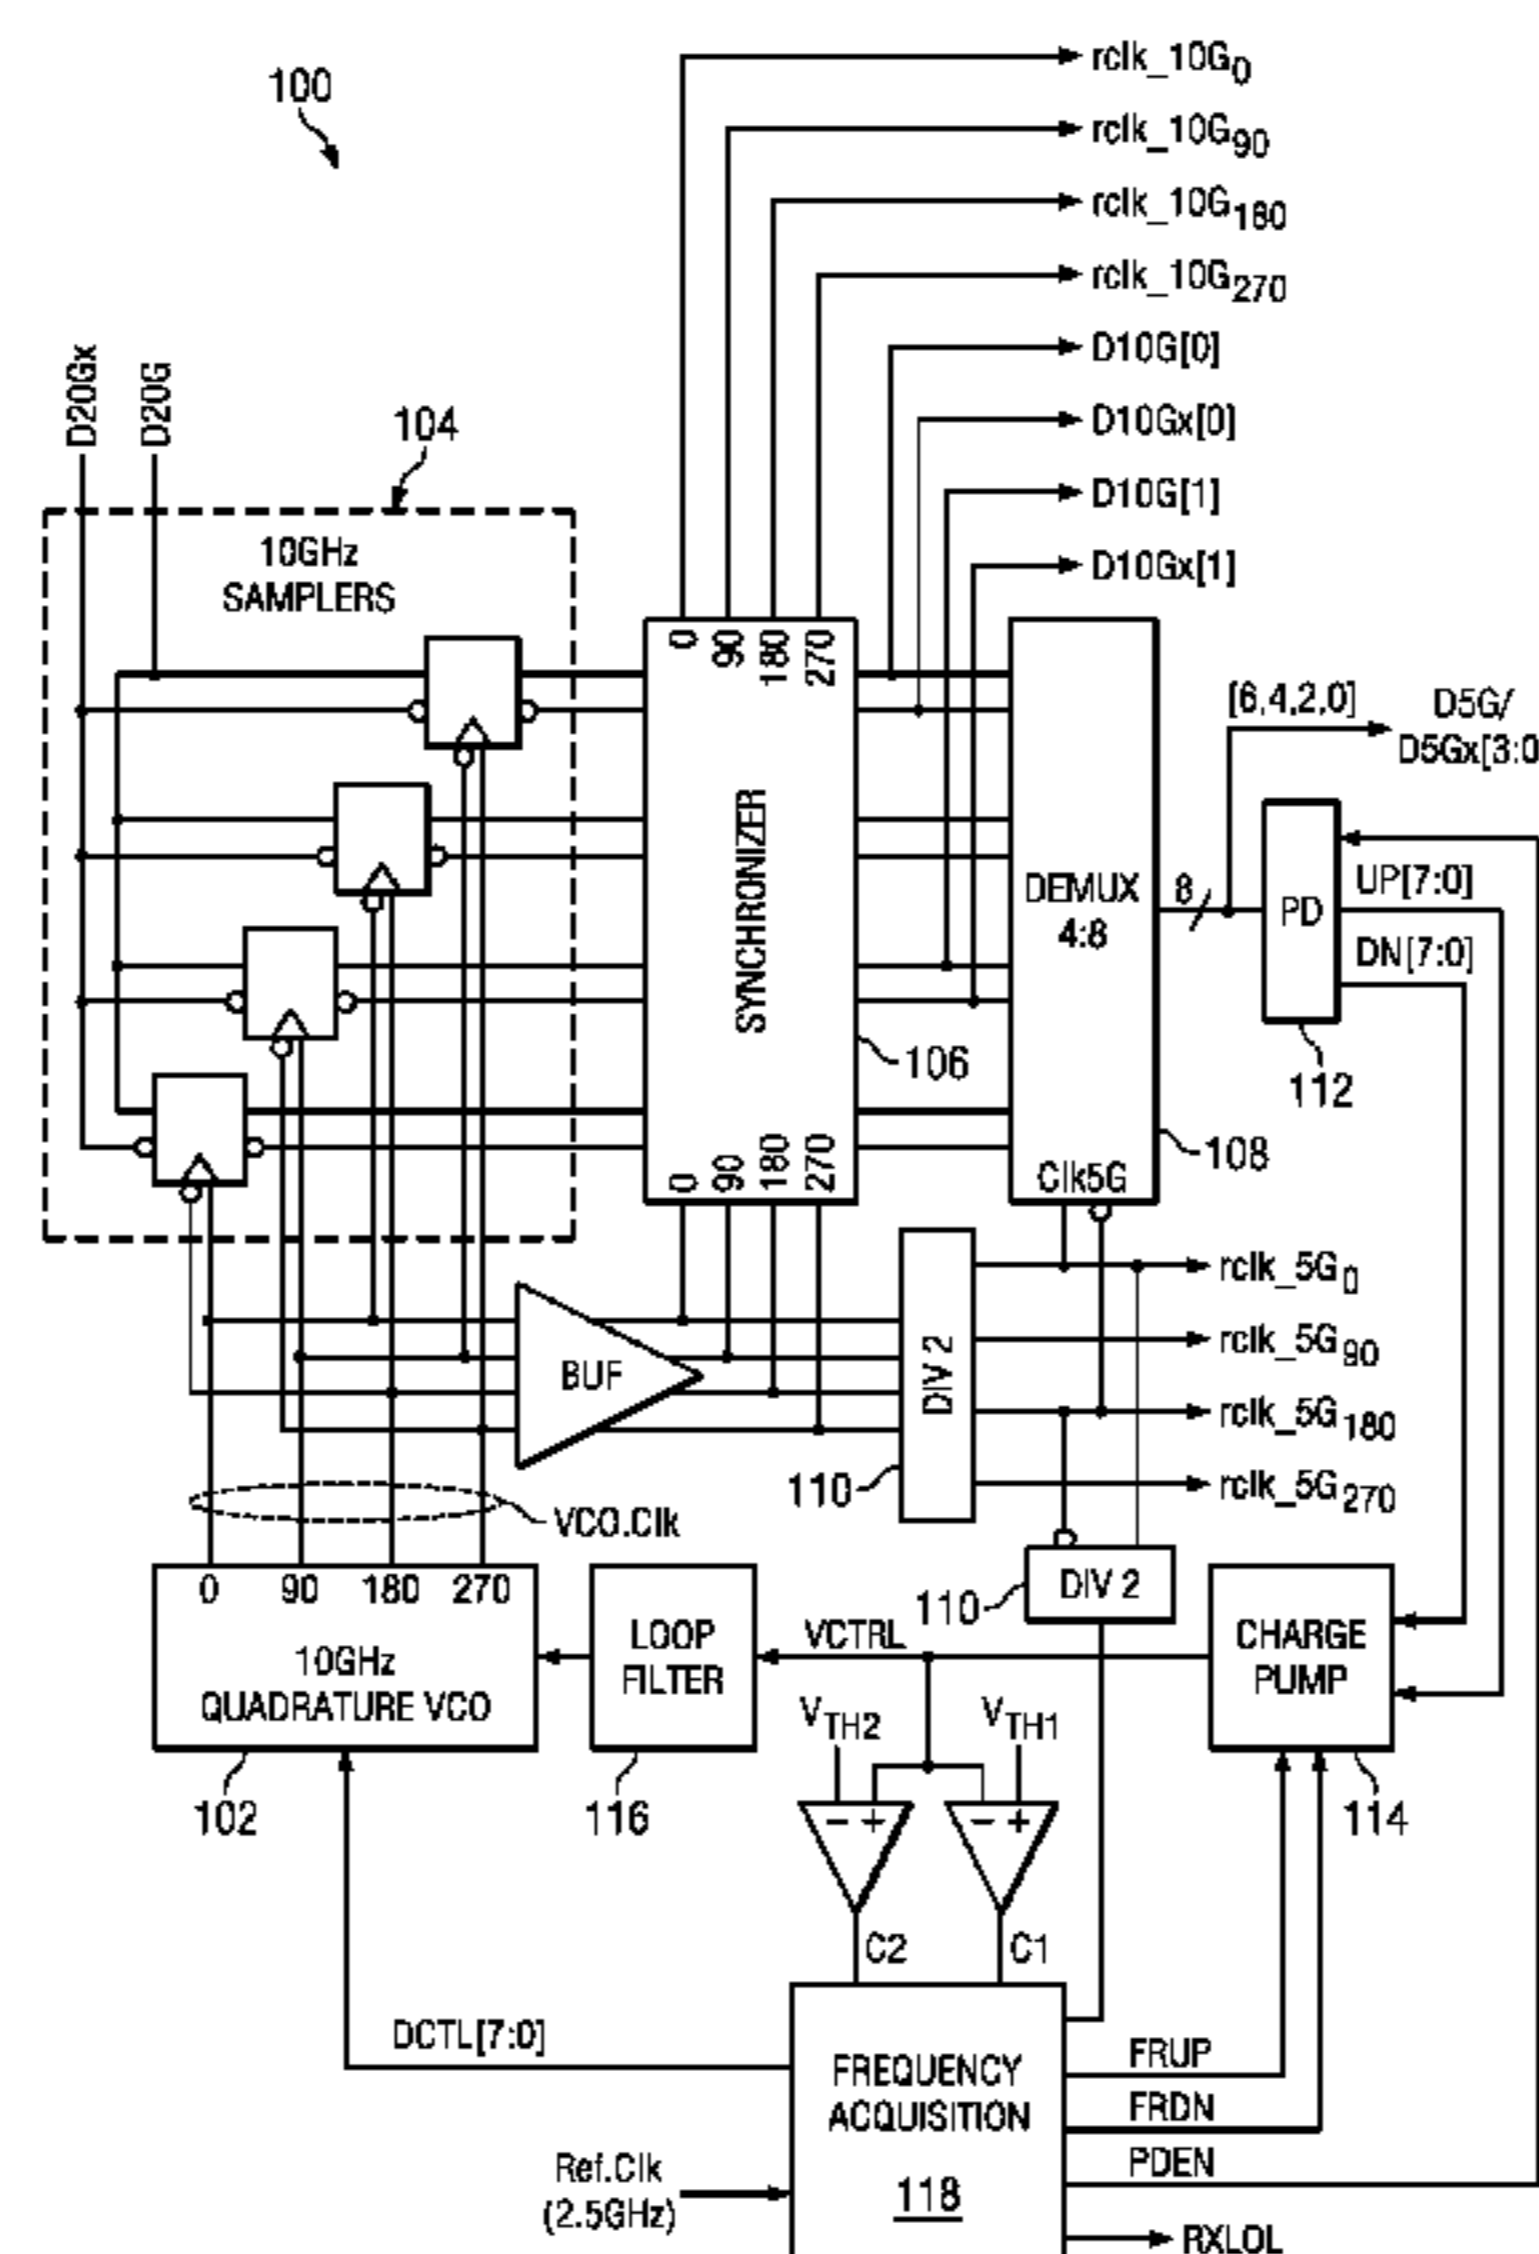 100
rclk_10G0
rclk_10G90
rclk_10G180
rclk_10G270
D10G[0]
D10Gx[0]
D10G[1]
D10Gx[1]
D20Gx
D20G
104
10GHz
SAMPLERS
0
90
180
270
SYNCHRONIZER
0
90
180
270
106
DEMUX
4:8
Clk5G
108
8
[6,4,2,0]
D5G/
D5Gx[3:0
PD
112
UP[7:0]
DN[7:0]
BUF
DIV 2
110
rclk_5G0
rclk_5G90
rclk_5G180
rclk_5G270
VCO.Clk
0
90
180
270
10GHz
QUADRATURE VCO
102
LOOP
FILTER
116
VCTRL
110
DIV 2
CHARGE
PUMP
114
VTH2
VTH1
- +
- +
C2
C1
DCTL[7:0]
Ref.Clk
(2.5GHz)
FREQUENCY
ACQUISITION
118
FRUP
FRDN
PDEN
RXLOL